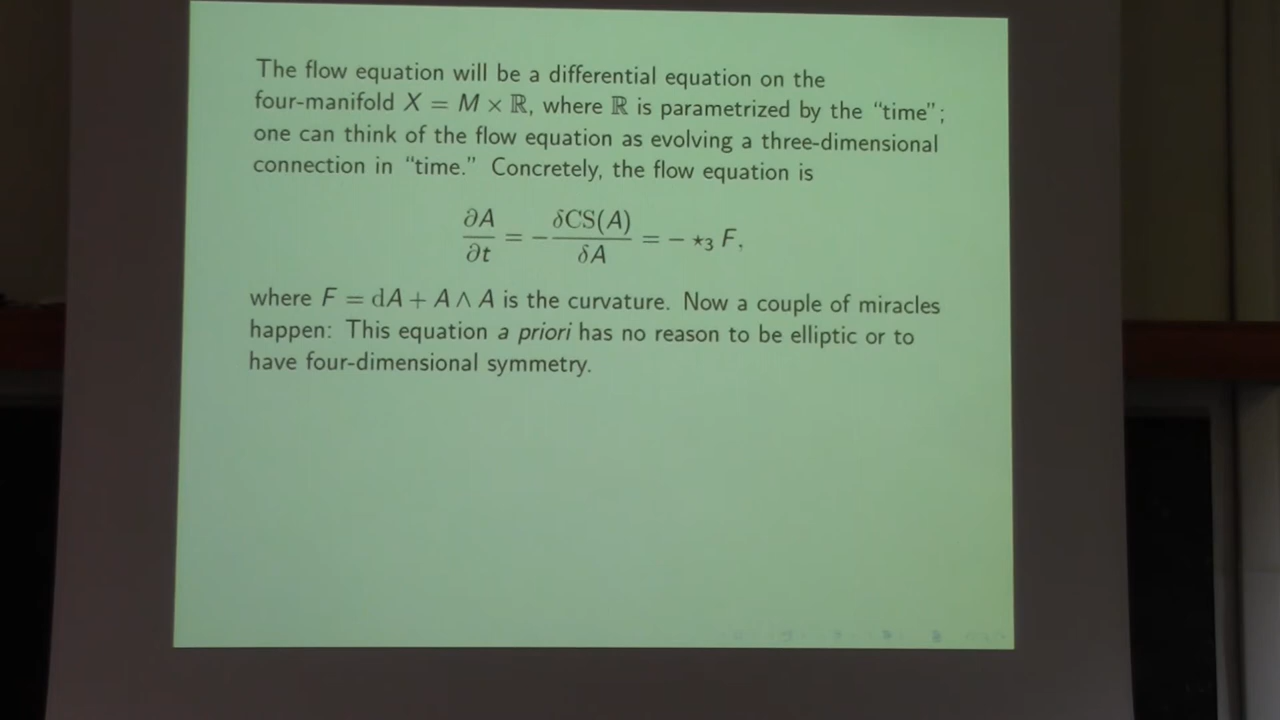 The flow equation will be a differential equation on the
four-manifold X = M × ℝ, where ℝ is parametrized by the “time”;
one can think of the flow equation as evolving a three-dimensional
connection in “time.” Concretely, the flow equation is
∂A/∂t = −δCS(A)/δA = − ⋆₃ F,
where F = dA + A ∧ A is the curvature. Now a couple of miracles
happen: This equation a priori has no reason to be elliptic or to
have four-dimensional symmetry.